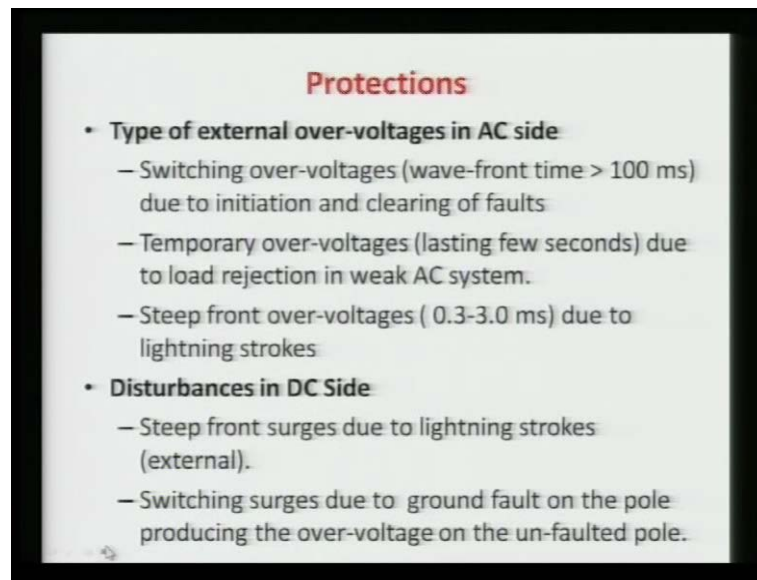 Protections
• Type of external over-voltages in AC side
– Switching over-voltages (wave-front time > 100 ms)
due to initiation and clearing of faults
– Temporary over-voltages (lasting few seconds) due
to load rejection in weak AC system.
– Steep front over-voltages ( 0.3-3.0 ms) due to
lightning strokes
• Disturbances in DC Side
– Steep front surges due to lightning strokes
(external).
– Switching surges due to ground fault on the pole
producing the over-voltage on the un-faulted pole.